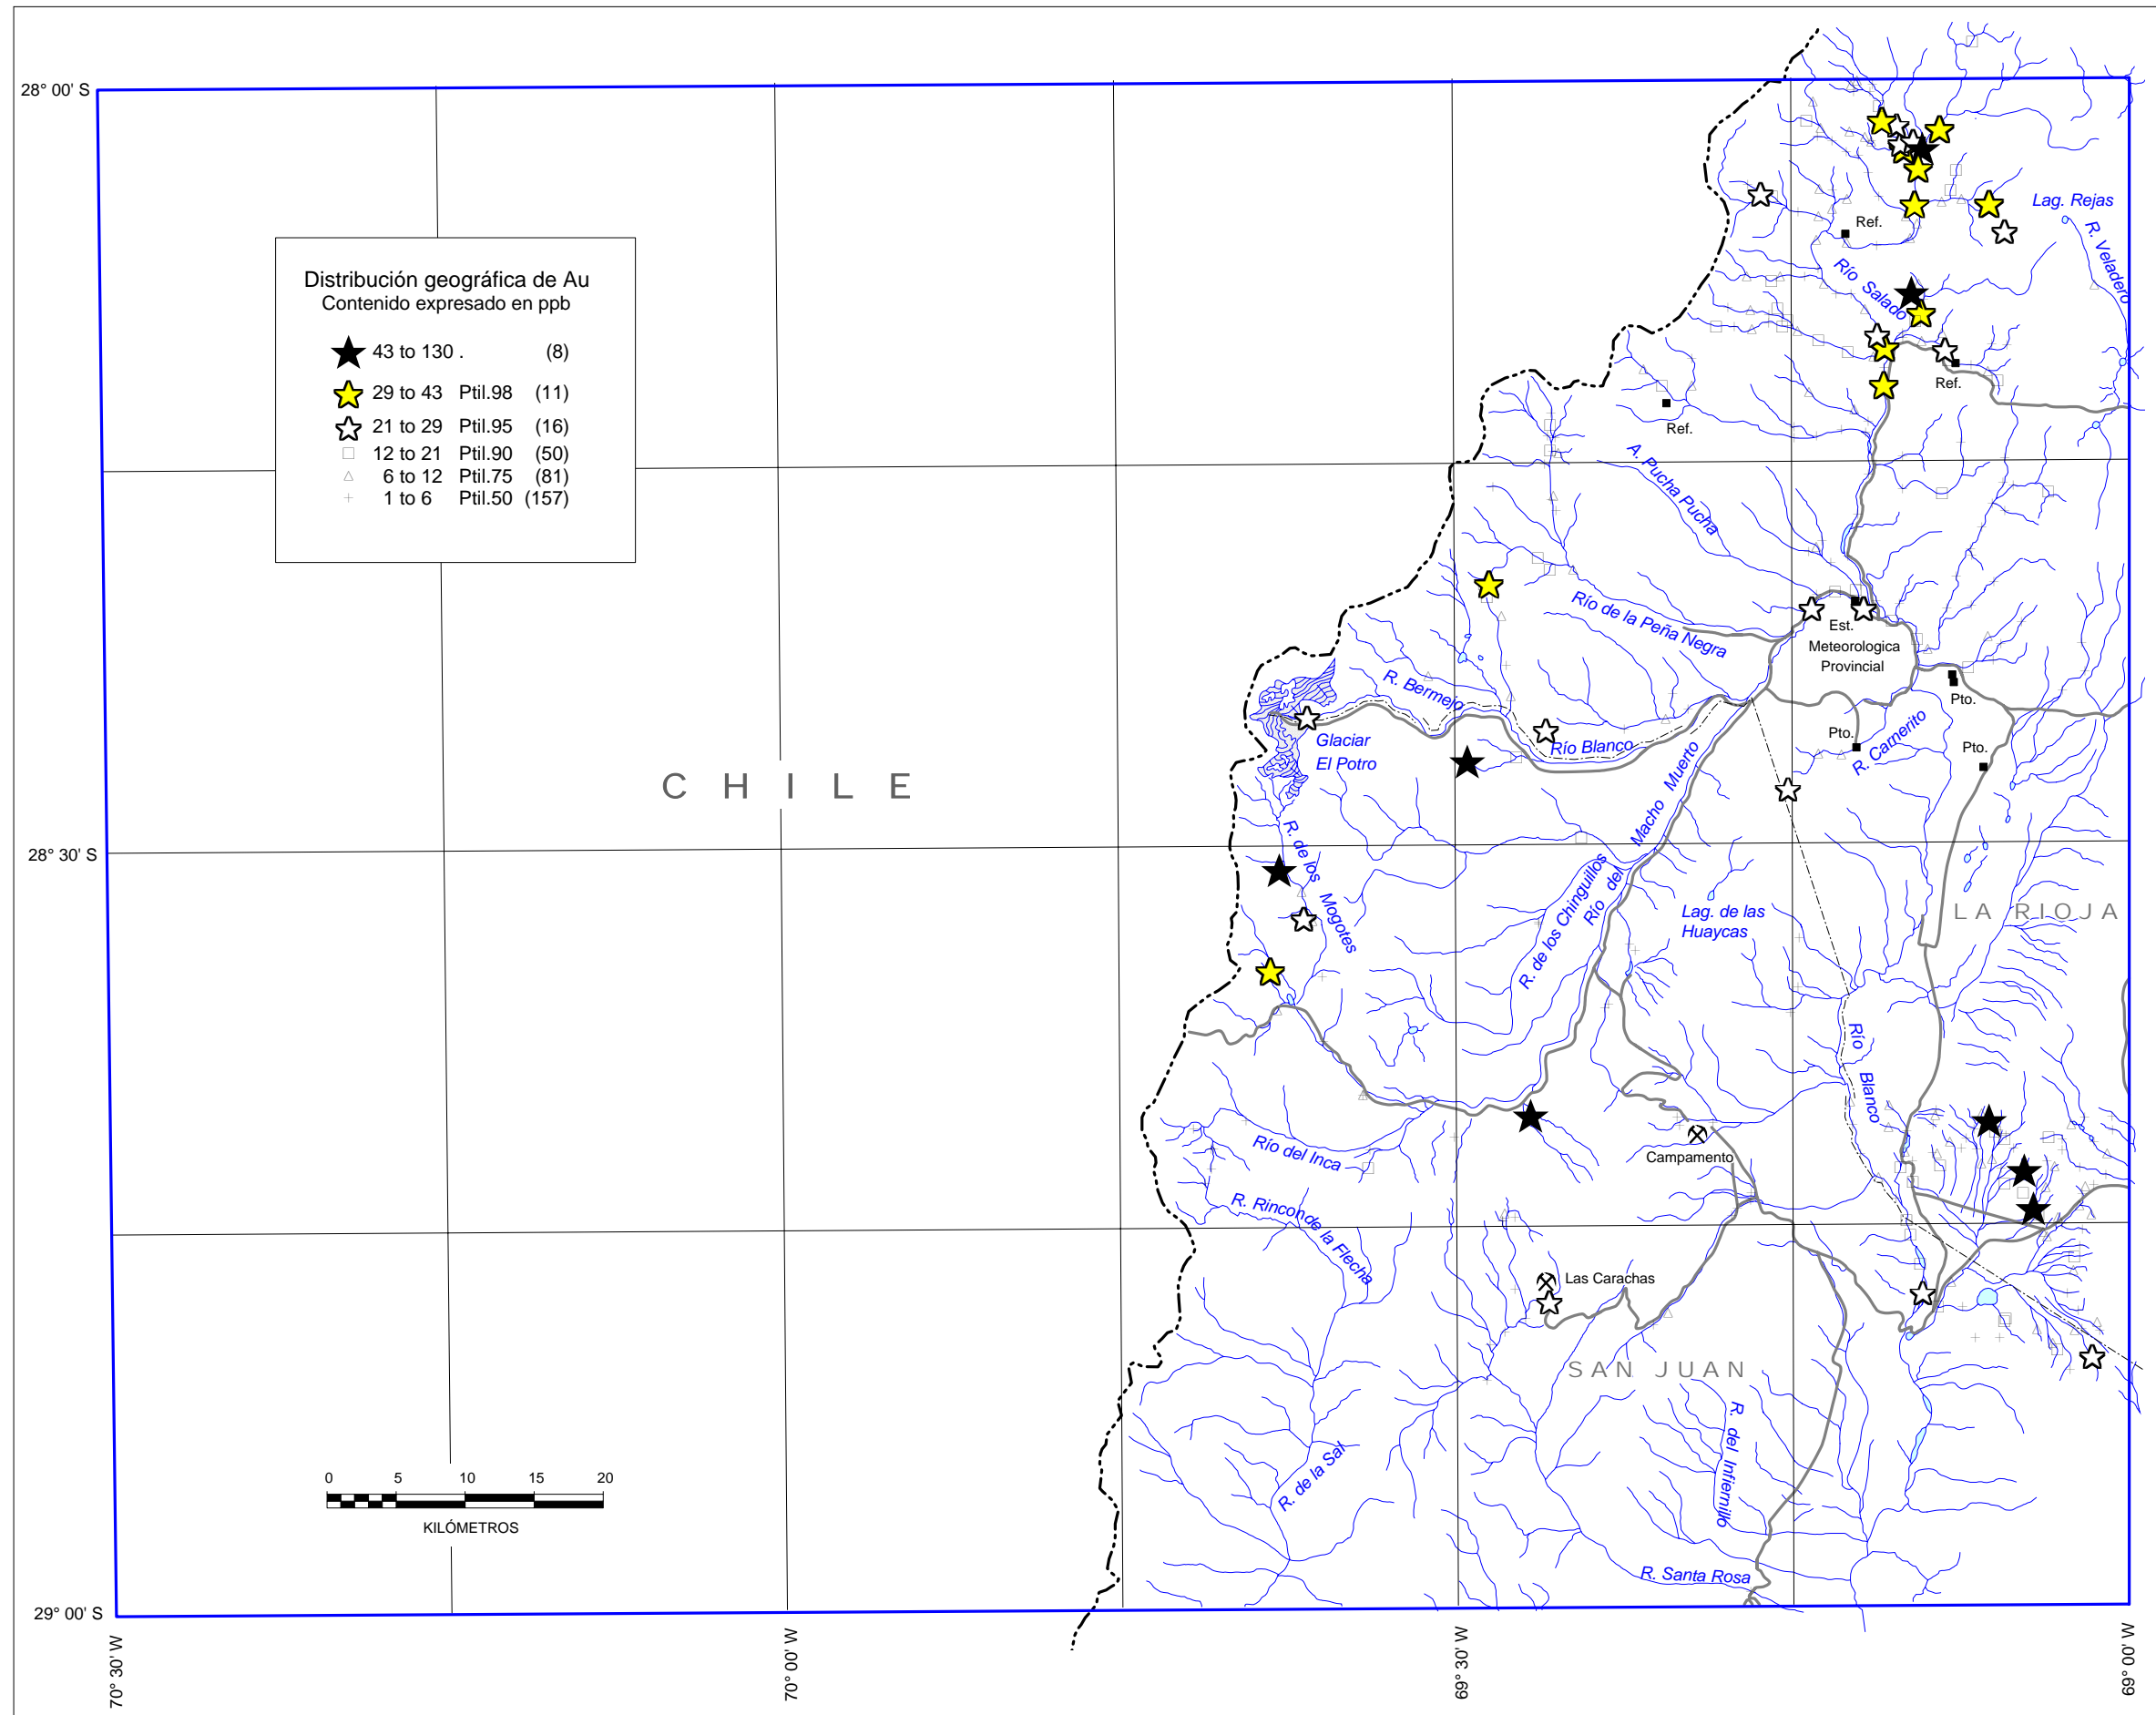 28° 00' S
Lag. Rejas
R. Veladero
Ref.
Río Salado
Distribución geográfica de Au
Contenido expresado en ppb
43 to 130 . (8)
29 to 43 Ptil.98 (11)
21 to 29 Ptil.95 (16)
12 to 21 Ptil.90 (50)
6 to 12 Ptil.75 (81)
1 to 6 Ptil.50 (157)
Ref.
Ref.
A. Pucha Pucha
Río de la Peña Negra
Est.
Meteorologica
Provincial
R. Bermejo
Pto.
Glaciar
El Potro
Río Blanco
Pto.
R. Carnerito
Pto.
CHILE
Río del Macho Muerto
28° 30' S
R. de los Mogotes
R. de los Chinguillos
Lag. de las
Huaycas
LA RIOJA
Río Blanco
Río del Inca
Campamento
R. Rincon de la Flecha
Las Carachas
SAN JUAN
R. del Infiernillo
R. de la Sal
0 5 10 15 20
KILÓMETROS
R. Santa Rosa
29° 00' S
70° 30' W
70° 00' W
69° 30' W
69° 00' W